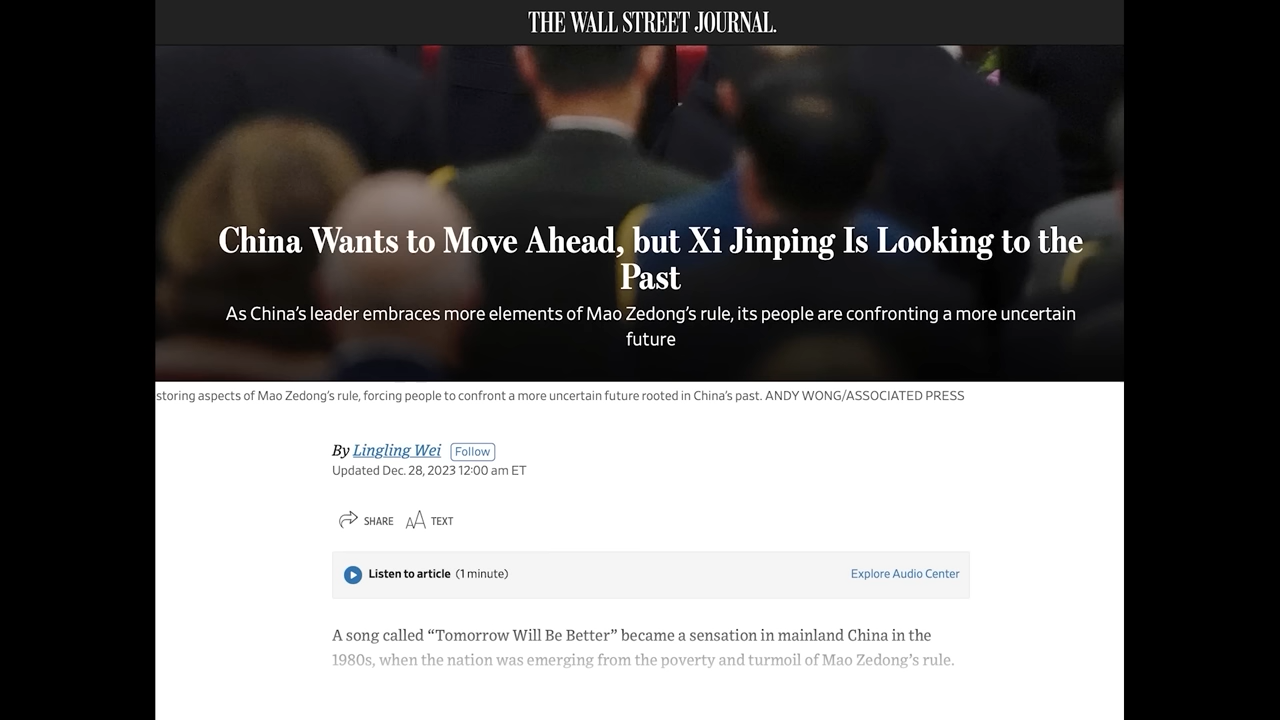 THE WALL STREET JOURNAL.
China Wants to Move Ahead, but Xi Jinping Is Looking to the
Past
As China’s leader embraces more elements of Mao Zedong’s rule, its people are confronting a more uncertain
future
storing aspects of Mao Zedong’s rule, forcing people to confront a more uncertain future rooted in China’s past. ANDY WONG/ASSOCIATED PRESS
By Lingling Wei Follow
Updated Dec. 28, 2023 12:00 am ET
SHARE AA TEXT
Listen to article (1 minute) Explore Audio Center
A song called “Tomorrow Will Be Better” became a sensation in mainland China in the
1980s, when the nation was emerging from the poverty and turmoil of Mao Zedong’s rule.